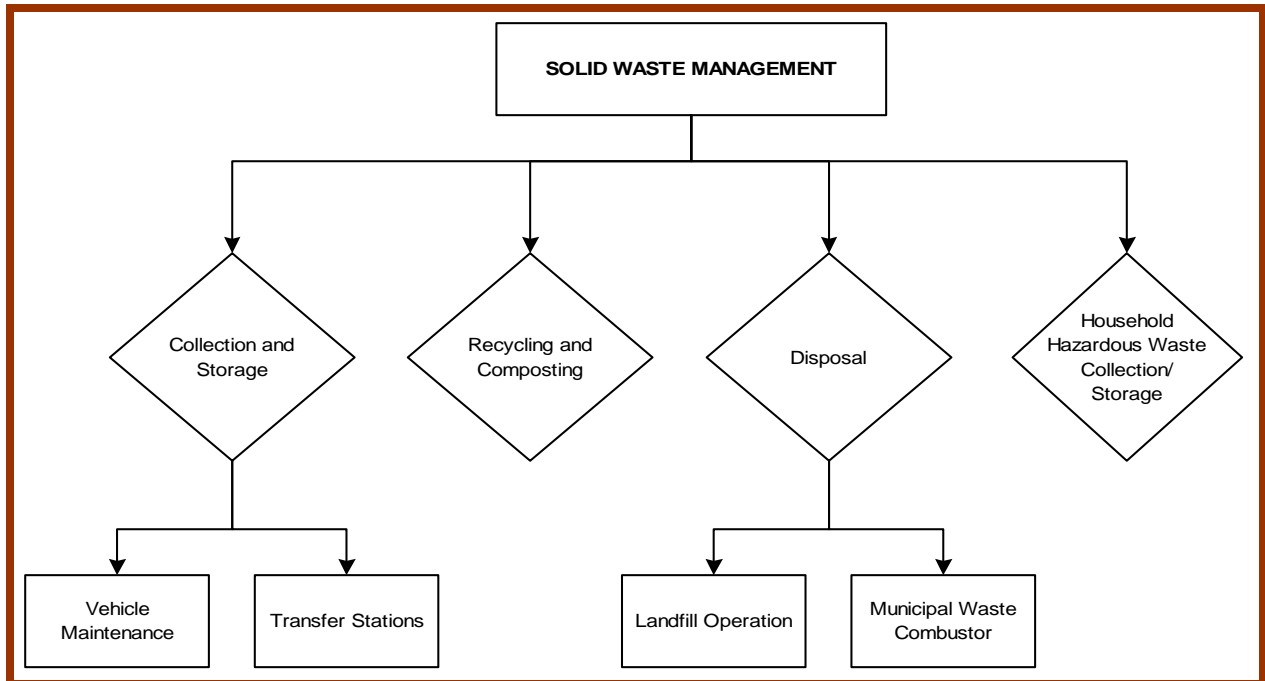 SOLID WASTE MANAGEMENT
Collection and
Storage
Recycling and
Composting
Disposal
Household
Hazardous Waste
Collection/
Storage
Vehicle
Maintenance
Transfer Stations
Landfill Operation
Municipal Waste
Combustor